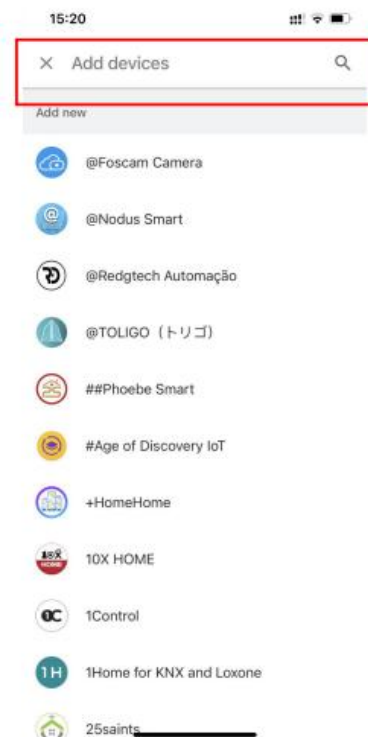 15:20
Add devices
Add new
@Foscam Camera
@Nodus Smart
@Redgtech Automação
@TOLIGO（トリゴ）
##Phoebe Smart
#Age of Discovery IoT
+HomeHome
10X HOME
1Control
1H
1Home for KNX and Loxone
25saints